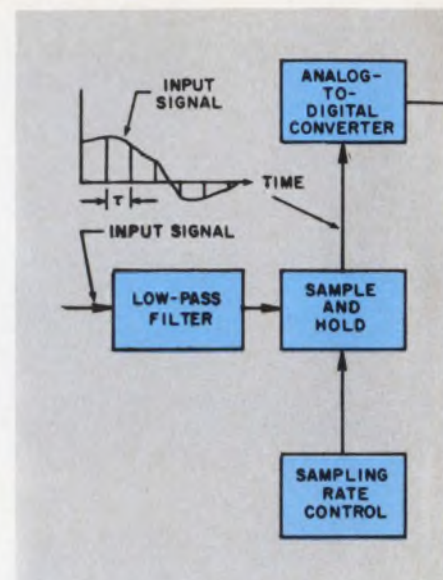 INPUT
SIGNAL
T
TIME
INPUT SIGNAL
LOW-PASS
FILTER
ANALOG-
TO-
DIGITAL
CONVERTER
SAMPLE
AND
HOLD
SAMPLING
RATE
CONTROL